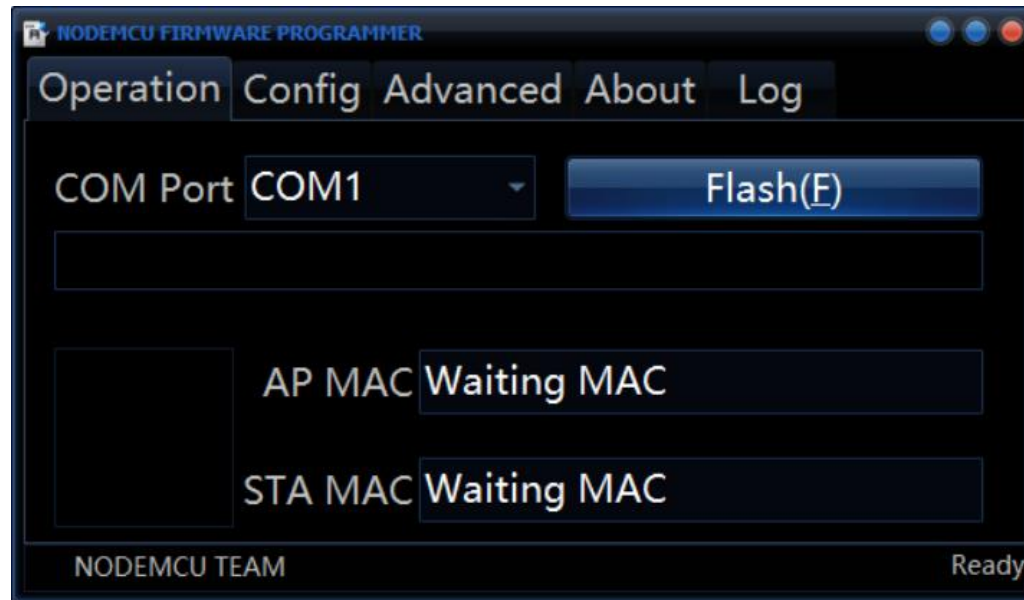 NODEMCU FIRMWARE PROGRAMMER
Operation Config Advanced About Log
COM Port COM1 Flash(F)
AP MAC Waiting MAC
STA MAC Waiting MAC
NODEMCU TEAM Ready